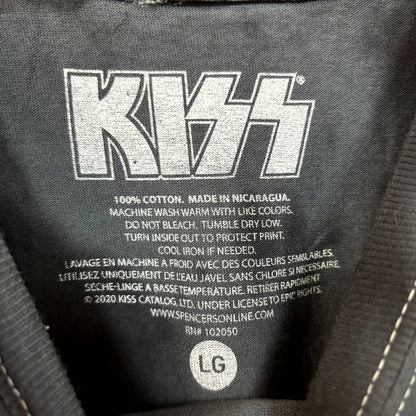 KISS®
100% COTTON. MADE IN NICARAGUA.
MACHINE WASH WARM WITH LIKE COLORS.
DO NOT BLEACH. TUMBLE DRY LOW.
TURN INSIDE OUT TO PROTECT PRINT.
COOL IRON IF NEEDED.
LAVAGE EN MACHINE A FROID AVEC DES COULEURS SEMBLABLES.
UTILISEZ UNIQUEMENT DE L'EAU JAVEL SANS CHLORE SI NECESSAIRE.
SECHE-LINGE A BASSE TEMPERATURE. RETIRER RAPIDEMENT
© 2020 KISS CATALOG, LTD. UNDER LICENSE TO EPIC RIGHTS.
WWW.SPENCERSONLINE.COM
RN# 102050
LG